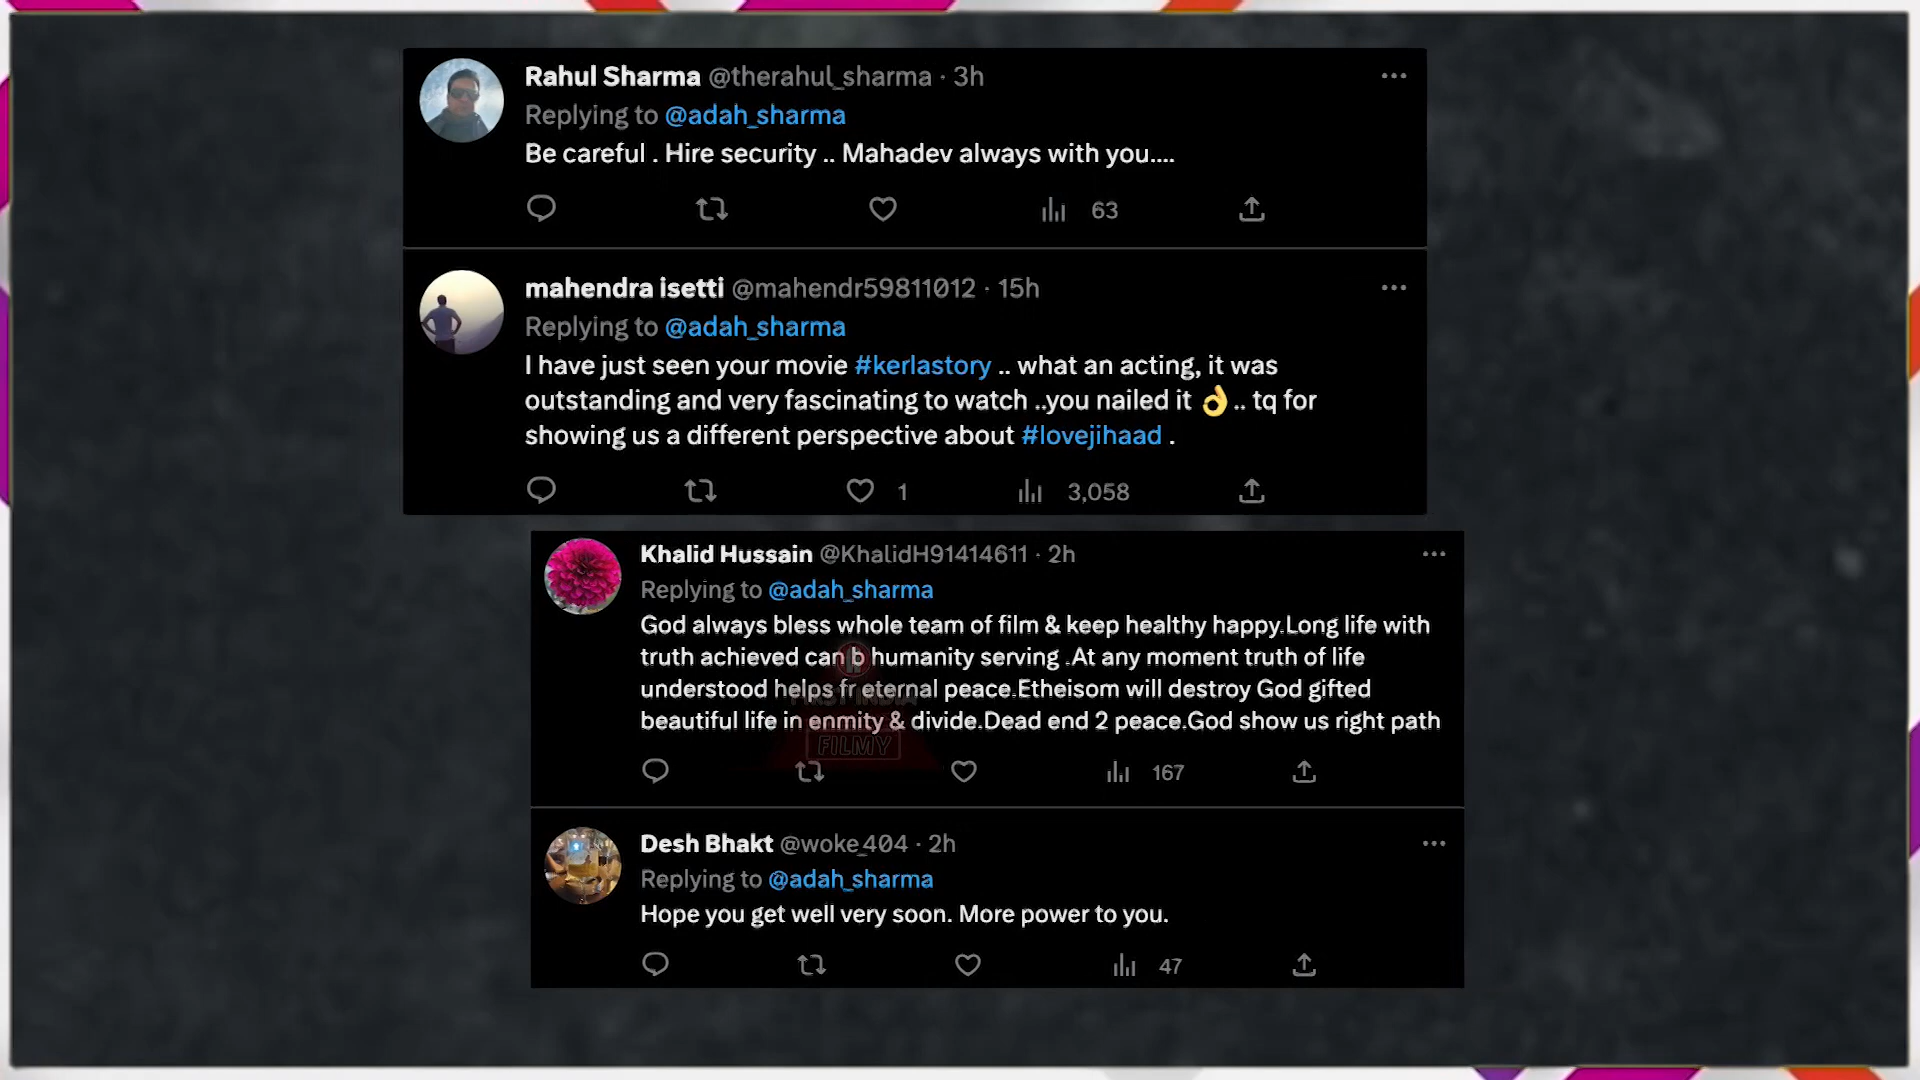 Rahul Sharma @therahul_sharma · 3h
Replying to @adah_sharma
Be careful . Hire security .. Mahadev always with you....
63
mahendra isetti @mahendr59811012 · 15h
Replying to @adah_sharma
I have just seen your movie #kerlastory .. what an acting, it was
outstanding and very fascinating to watch ..you nailed it 👌.. tq for
showing us a different perspective about #lovejihaad .
1 3,058
Khalid Hussain @KhalidH91414611 · 2h
Replying to @adah_sharma
God always bless whole team of film & keep healthy happy.Long life with
truth achieved can b humanity serving .At any moment truth of life
understood helps fr eternal peace.Etheisom will destroy God gifted
beautiful life in enmity & divide.Dead end 2 peace.God show us right path
FIRST INDIA
FILMY
167
Desh Bhakt @woke_404 · 2h
Replying to @adah_sharma
Hope you get well very soon. More power to you.
47